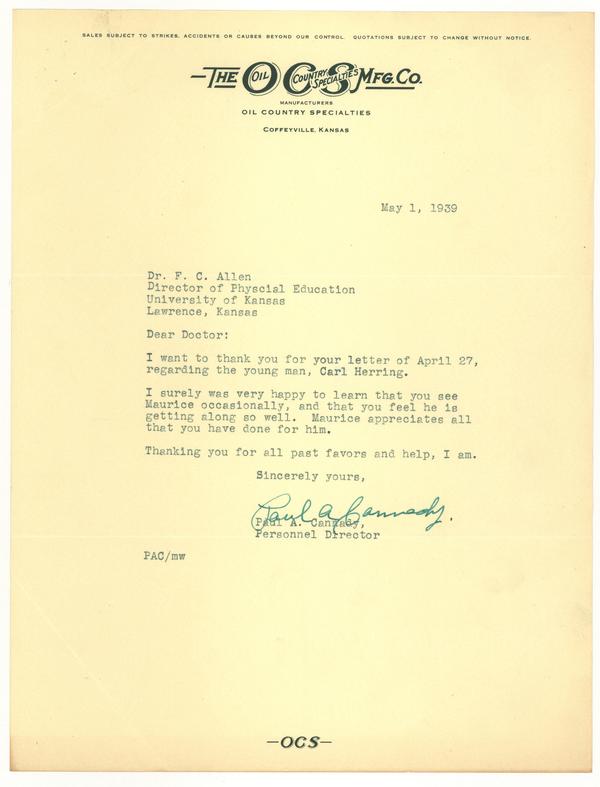 SALES SUBJECT TO STRIKES, ACCIDENTS OR CAUSES BEYOND OUR CONTROL. QUOTATIONS SUBJECT TO CHANGE WITHOUT NOTICE.
THE OIL COUNTRY SPECIALTIES MFG. CO.
MANUFACTURERS
OIL COUNTRY SPECIALTIES
COFFEYVILLE, KANSAS
May 1, 1939
Dr. F. C. Allen
Director of Physcial Education
University of Kansas
Lawrence, Kansas
Dear Doctor:
I want to thank you for your letter of April 27,
regarding the young man, Carl Herring.
I surely was very happy to learn that you see
Maurice occasionally, and that you feel he is
getting along so well.  Maurice appreciates all
that you have done for him.
Thanking you for all past favors and help, I am.
Sincerely yours,
Paul A Cannady.
Paul A. Cannady,
Personnel Director
PAC/mw
-OCS-